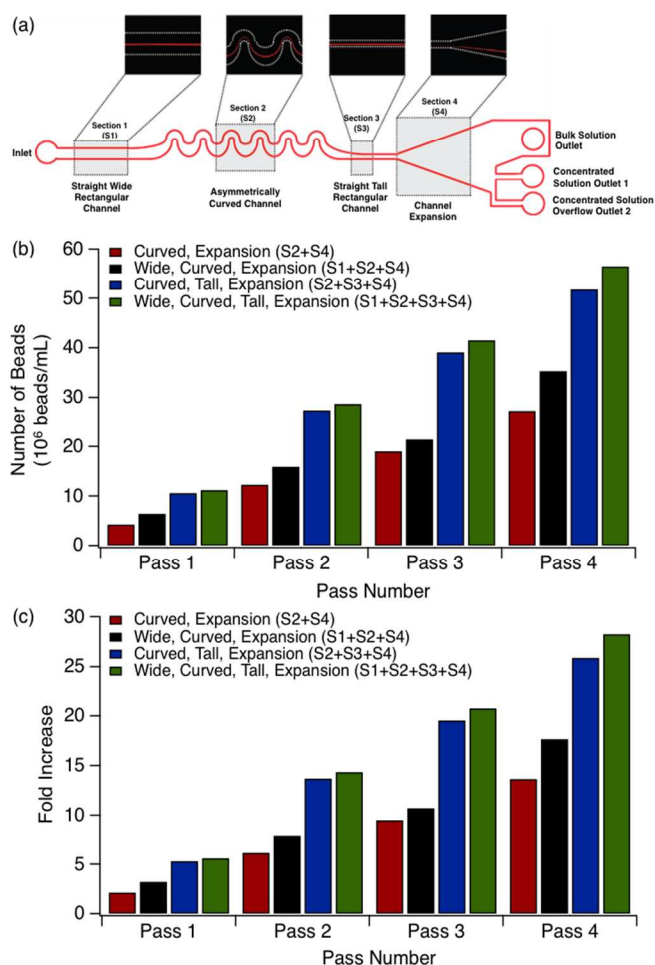 (a)
Inlet
Section 1
(S1)
Straight Wide
Rectangular
Channel
Section 2
(S2)
Asymmetrically
Curved Channel
Section 3
(S3)
Straight Tall
Rectangular
Channel
Section 4
(S4)
Channel
Expansion
Bulk Solution
Outlet
Concentrated
Solution Outlet 1
Concentrated Solution
Overflow Outlet 2
(b)
Number of Beads
(10⁶ beads/mL)
60
50
40
30
20
10
0
Curved, Expansion (S2+S4)
Wide, Curved, Expansion (S1+S2+S4)
Curved, Tall, Expansion (S2+S3+S4)
Wide, Curved, Tall, Expansion (S1+S2+S3+S4)
Pass 1
Pass 2
Pass 3
Pass 4
Pass Number
(c)
Fold Increase
30
25
20
15
10
5
0
Curved, Expansion (S2+S4)
Wide, Curved, Expansion (S1+S2+S4)
Curved, Tall, Expansion (S2+S3+S4)
Wide, Curved, Tall, Expansion (S1+S2+S3+S4)
Pass 1
Pass 2
Pass 3
Pass 4
Pass Number